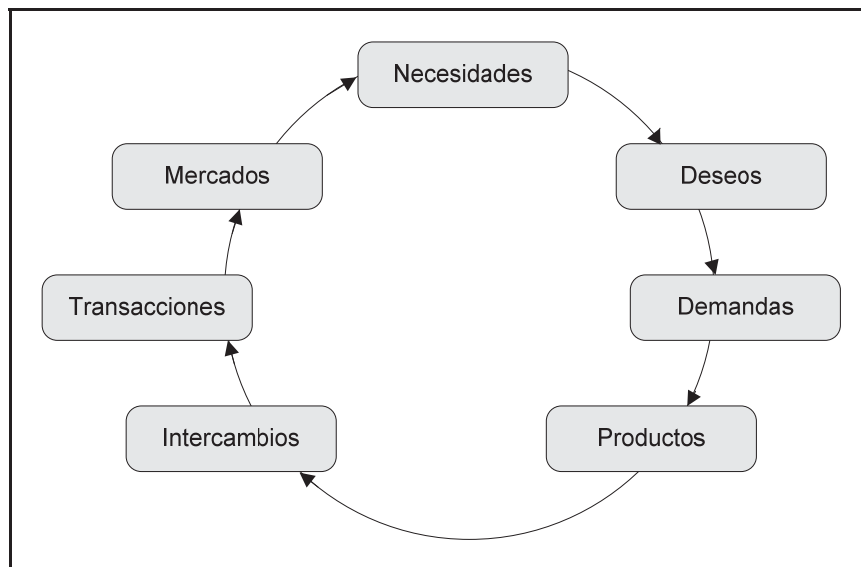 Necesidades
Deseos
Demandas
Productos
Intercambios
Transacciones
Mercados